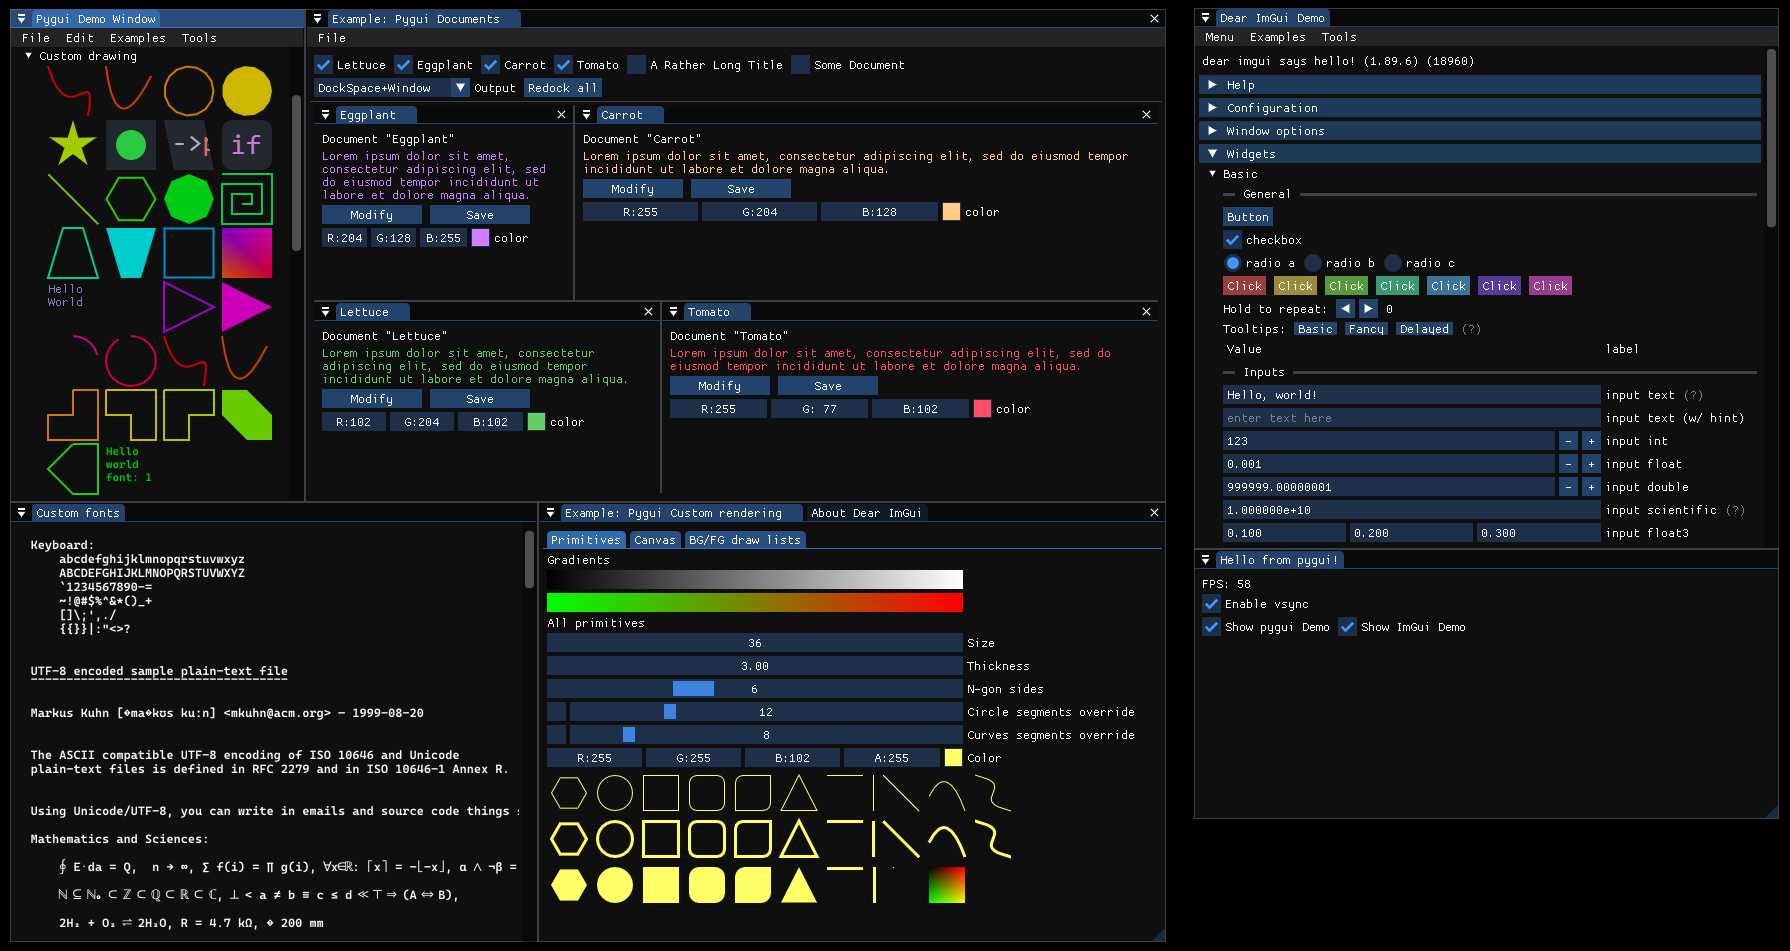 Pygui Demo Window
File Edit Examples Tools
Custom drawing
->
if
Hello
World
Hello
world
font: 1
Example: Pygui Documents
File
Lettuce Eggplant Carrot Tomato A Rather Long Title Some Document
DockSpace+Window Output Redock all
Eggplant
Document "Eggplant"
Lorem ipsum dolor sit amet,
consectetur adipiscing elit, sed
do eiusmod tempor incididunt ut
labore et dolore magna aliqua.
Modify Save
R:204 G:128 B:255 color
Carrot
Document "Carrot"
Lorem ipsum dolor sit amet, consectetur adipiscing elit, sed do eiusmod tempor
incididunt ut labore et dolore magna aliqua.
Modify Save
R:255 G:204 B:128 color
Lettuce
Document "Lettuce"
Lorem ipsum dolor sit amet, consectetur
adipiscing elit, sed do eiusmod tempor
incididunt ut labore et dolore magna aliqua.
Modify Save
R:102 G:204 B:102 color
Tomato
Document "Tomato"
Lorem ipsum dolor sit amet, consectetur adipiscing elit, sed do
eiusmod tempor incididunt ut labore et dolore magna aliqua.
Modify Save
R:255 G: 77 B:102 color
Custom fonts
Keyboard:
abcdefghijklmnopqrstuvwxyz
ABCDEFGHIJKLMNOPQRSTUVWXYZ
`1234567890-=
~!@#$%^&*()_+
[]\;',./
{{}}|:"<>?
UTF-8 encoded sample plain-text file
Markus Kuhn [�ma�kʊs kuːn] <mkuhn@acm.org> — 1999-08-20
The ASCII compatible UTF-8 encoding of ISO 10646 and Unicode
plain-text files is defined in RFC 2279 and in ISO 10646-1 Annex R.
Using Unicode/UTF-8, you can write in emails and source code things
Mathematics and Sciences:
∮ E⋅da = Q, n → ∞, ∑ f(i) = ∏ g(i), ∀x∈ℝ: ⌈x⌉ = −⌊−x⌋, α ∧ ¬β =
ℕ ⊆ ℕ₀ ⊂ ℤ ⊂ ℚ ⊂ ℝ ⊂ ℂ, ⊥ < a ≠ b ≡ c ≤ d ≪ ⊤ ⇒ (A ⇔ B),
2H₂ + O₂ ⇌ 2H₂O, R = 4.7 kΩ, � 200 mm
Example: Pygui Custom rendering About Dear ImGui
Primitives Canvas BG/FG draw lists
Gradients
All primitives
36 Size
3.00 Thickness
6 N-gon sides
12 Circle segments override
8 Curves segments override
R:255 G:255 B:102 A:255 Color
Dear ImGui Demo
Menu Examples Tools
dear imgui says hello! (1.89.6) (18960)
Help
Configuration
Window options
Widgets
Basic
General
Button
checkbox
radio a radio b radio c
Click Click Click Click Click Click Click
Hold to repeat: 0
Tooltips: Basic Fancy Delayed (?)
Value label
Inputs
Hello, world! input text (?)
enter text here input text (w/ hint)
123 - + input int
0.001 - + input float
999999.00000001 - + input double
1.000000e+10 input scientific (?)
0.100 0.200 0.300 input float3
Hello from pygui!
FPS: 58
Enable vsync
Show pygui Demo Show ImGui Demo